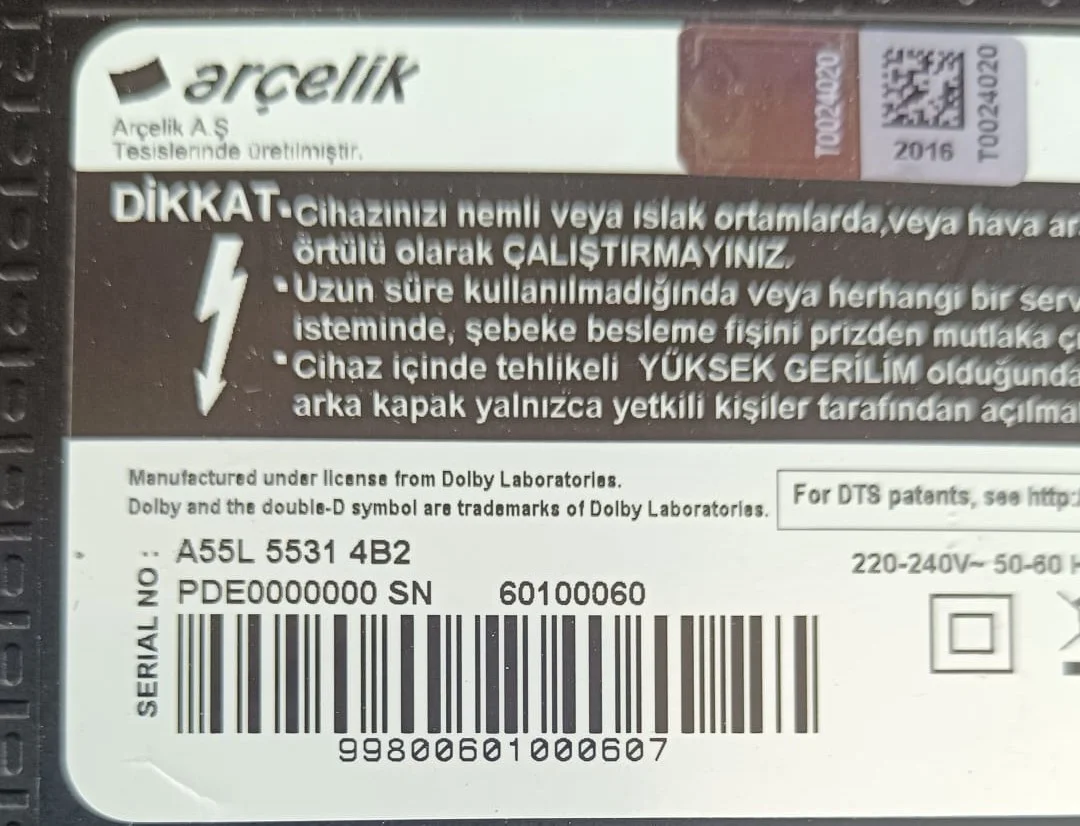 arçelik
Arçelik A.Ş
Tesislerinde üretilmiştir.
T0024020
2016
T0024020
DİKKAT
•Cihazınızı nemli veya ıslak ortamlarda,veya hava
örtülü olarak ÇALIŞTIRMAYINIZ.
•Uzun süre kullanılmadığında veya herhangi bir
isteminde, şebeke besleme fişini prizden mutlaka
•Cihaz içinde tehlikeli YÜKSEK GERİLİM olduğunda
arka kapak yalnızca yetkili kişiler tarafından
Manufactured under license from Dolby Laboratories.
Dolby and the double-D symbol are trademarks of Dolby Laboratories.
For DTS patents, see http:
220-240V~ 50-60
SERIAL NO :
A55L 5531 4B2
PDE0000000 SN 60100060
99800601000607